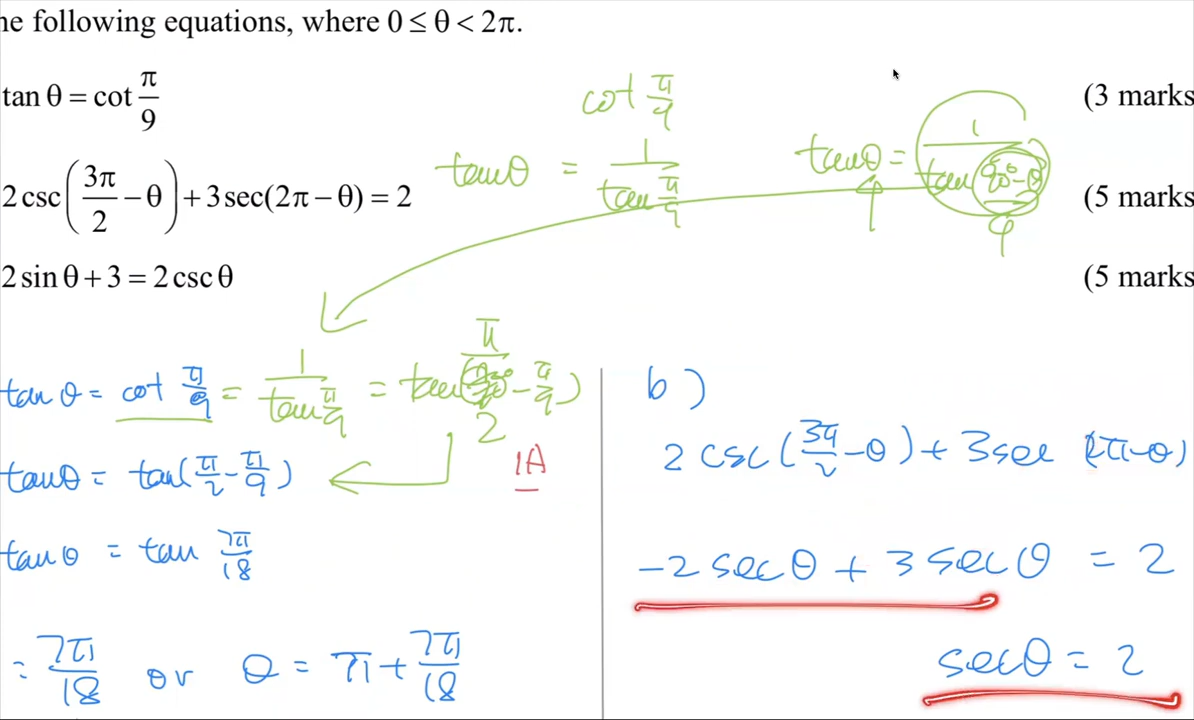 he following equations, where 0 ≤ θ < 2π.
tan θ = cot π/9 (3 marks
2 csc(3π/2 − θ) + 3 sec(2π − θ) = 2 (5 marks
2 sin θ + 3 = 2 csc θ (5 marks
cot π/9
tanθ = 1/tan π/9
tanθ = 1/tan(90°-θ)
tan θ = cot π/9 = 1/tan π/9 = tan(π/2 - π/9)
tanθ = tan(π/2 - π/9)
1A
tanθ = tan 7π/18
= 7π/18 or θ = π + 7π/18
b)
2 csc(3π/2 - θ) + 3 sec (2π-θ)
-2 secθ + 3 secθ = 2
secθ = 2